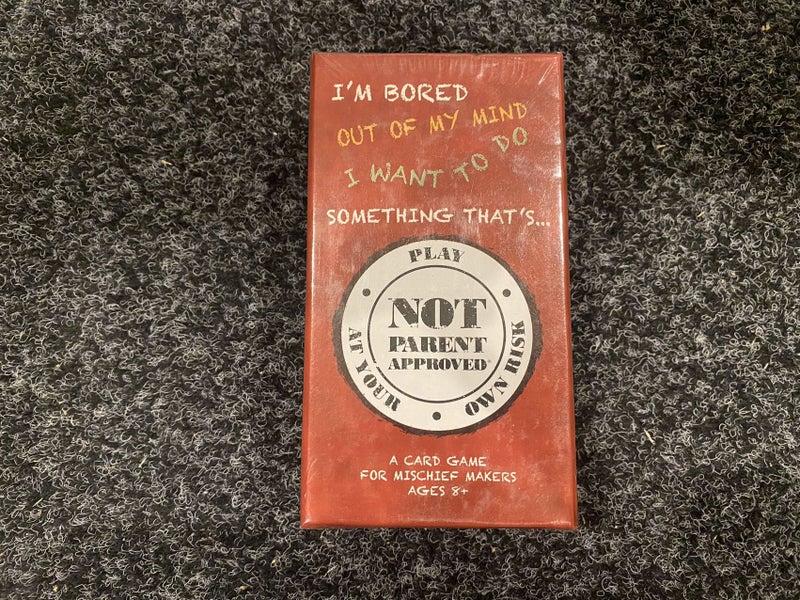 I'M BORED
OUT OF MY MIND
I WANT TO DO
SOMETHING THAT'S...
PLAY
NOT
PARENT
APPROVED
AT YOUR
OWN RISK
A CARD GAME
FOR MISCHIEF MAKERS
AGES 8+